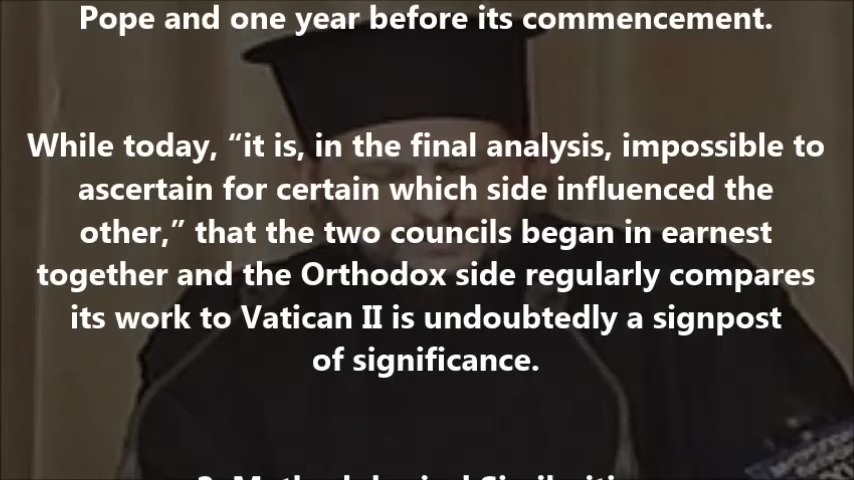 Pope and one year before its commencement.
While today, “it is, in the final analysis, impossible to
ascertain for certain which side influenced the
other,” that the two councils began in earnest
together and the Orthodox side regularly compares
its work to Vatican II is undoubtedly a signpost
of significance.